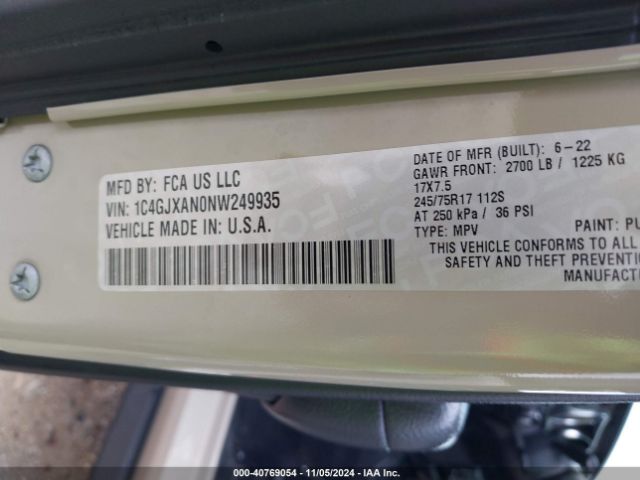 MFD BY: FCA US LLC
VIN: 1C4GJXAN0NW249935
VEHICLE MADE IN: U.S.A.
DATE OF MFR (BUILT): 6-22
GAWR FRONT: 2700 LB / 1225 KG
17X7.5
245/75R17 112S
AT 250 kPa / 36 PSI
TYPE: MPV
PAINT: PU
THIS VEHICLE CONFORMS TO ALL
SAFETY AND THEFT PREVENTION
MANUFACT
000-40769054 — 11/05/2024 — IAA Inc.